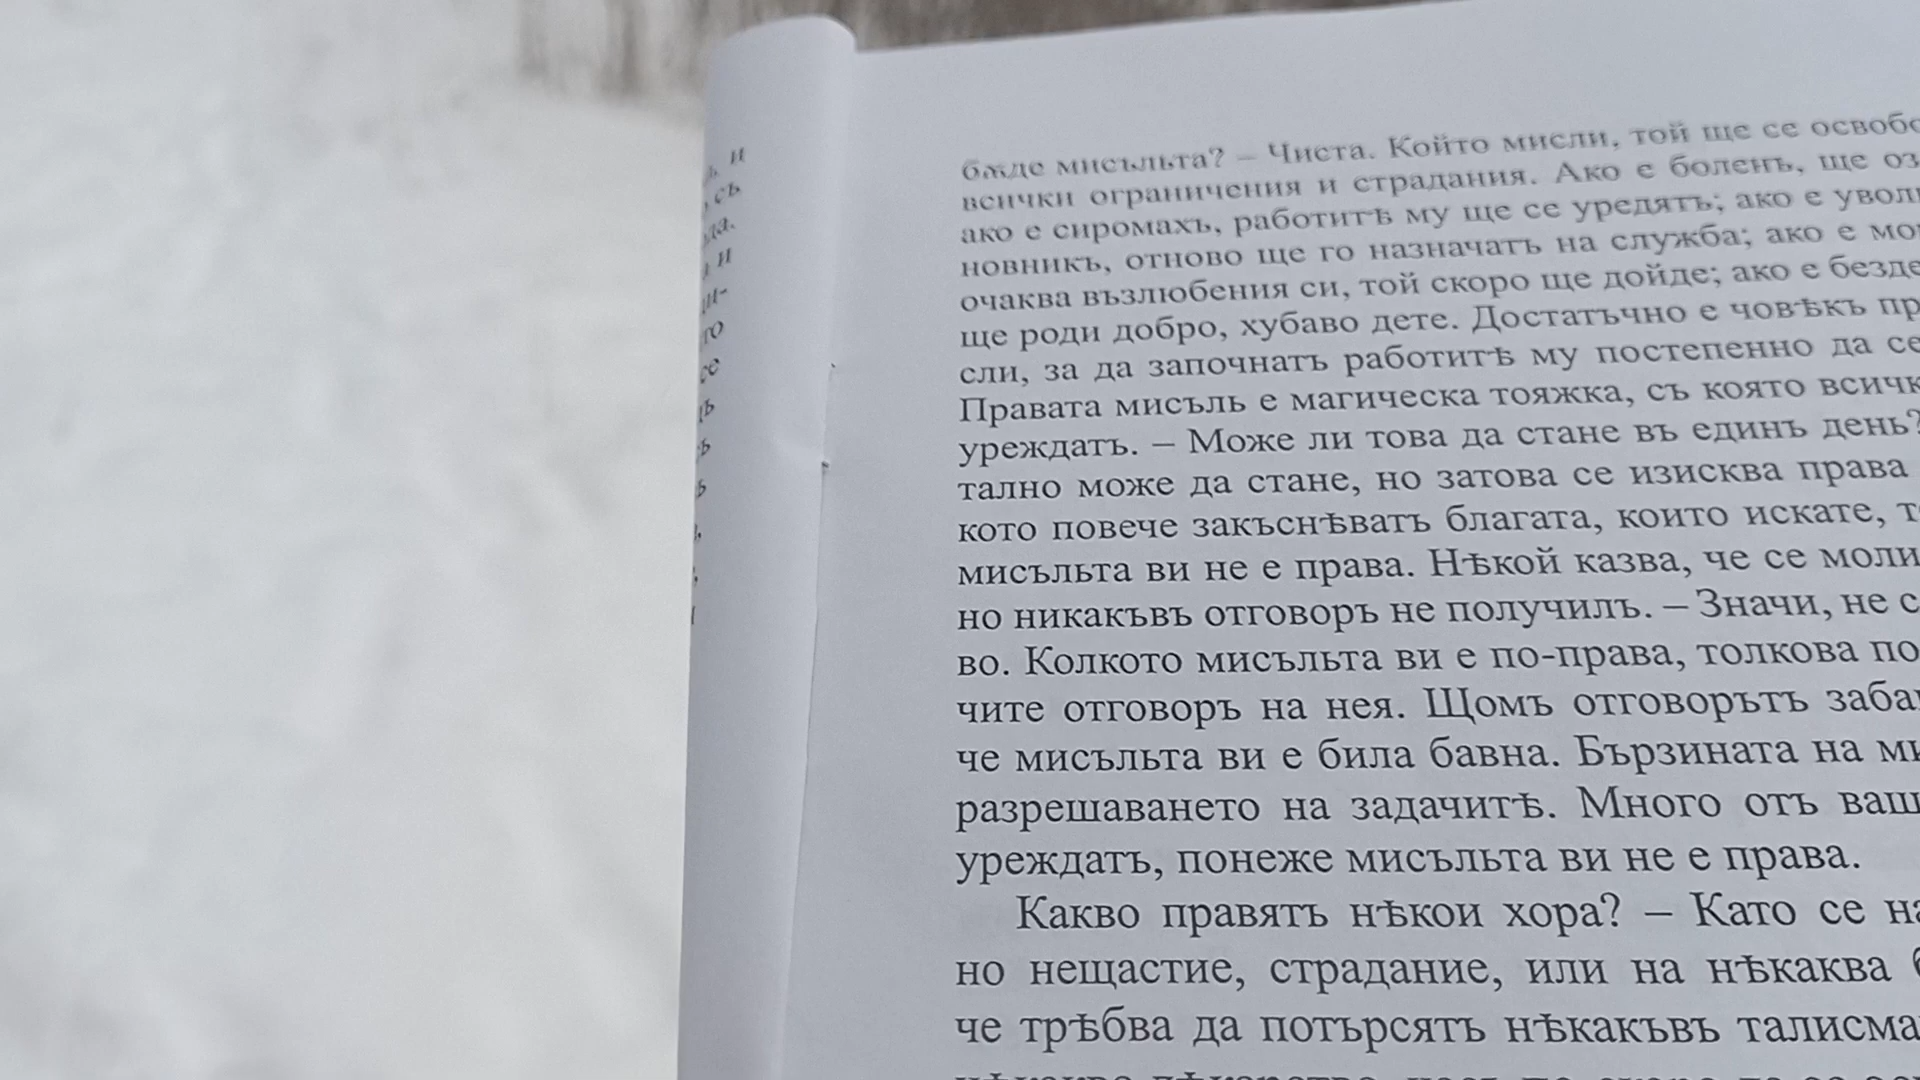 бѫде мисъльта? – Чиста. Който мисли, той ще се освобо
всички ограничения и страдания. Ако е боленъ, ще оз
ако е сиромахъ, работитѣ му ще се уредятъ; ако е увол
новникъ, отново ще го назначатъ на служба; ако е мо
очаква възлюбения си, той скоро ще дойде; ако е безде
ще роди добро, хубаво дете. Достатъчно е човѣкъ пр
сли, за да започнатъ работитѣ му постепенно да се
Правата мисъль е магическа тояжка, съ която всичк
уреждатъ. – Може ли това да стане въ единъ день?
тално може да стане, но затова се изисква права
кото повече закъснѣватъ благата, които искате, т
мисъльта ви не е права. Нѣкой казва, че се моли
но никакъвъ отговоръ не получилъ. – Значи, не с
во. Колкото мисъльта ви е по-права, толкова по
чите отговоръ на нея. Щомъ отговорътъ заба
че мисъльта ви е била бавна. Бързината на ми
разрешаването на задачитѣ. Много отъ ваш
уреждатъ, понеже мисъльта ви не е права.
Какво правятъ нѣкои хора? – Като се на
но нещастие, страдание, или на нѣкаква
че трѣбва да потърсятъ нѣкакъвъ талисма